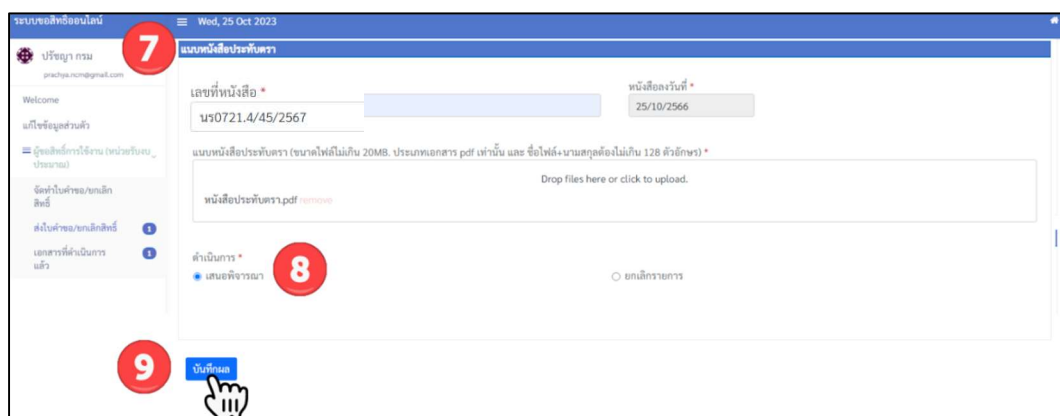 ระบบขอสิทธิออนไลน์
Wed, 25 Oct 2023
ปรัชญา กรม
prachya.ncm@gmail.com
Welcome
แก้ไขข้อมูลส่วนตัว
ผู้ขอสิทธิ์การใช้งาน (หน่วยรับงบ
ประมาณ)
จัดทำใบคำขอ/ยกเลิก
สิทธิ์
ส่งใบคำขอ/ยกเลิกสิทธิ์ 1
เอกสารที่ดำเนินการ 1
แล้ว
7
แนบหนังสือประทับตรา
เลขที่หนังสือ *
นร0721.4/45/2567
หนังสือลงวันที่ *
25/10/2566
แนบหนังสือประทับตรา (ขนาดไฟล์ไม่เกิน 20MB. ประเภทเอกสาร pdf เท่านั้น และ ชื่อไฟล์+นามสกุลต้องไม่เกิน 128 ตัวอักษร) *
Drop files here or click to upload.
หนังสือประทับตรา.pdf remove
ดำเนินการ *
เสนอพิจารณา
8
ยกเลิกรายการ
9
บันทึกผล